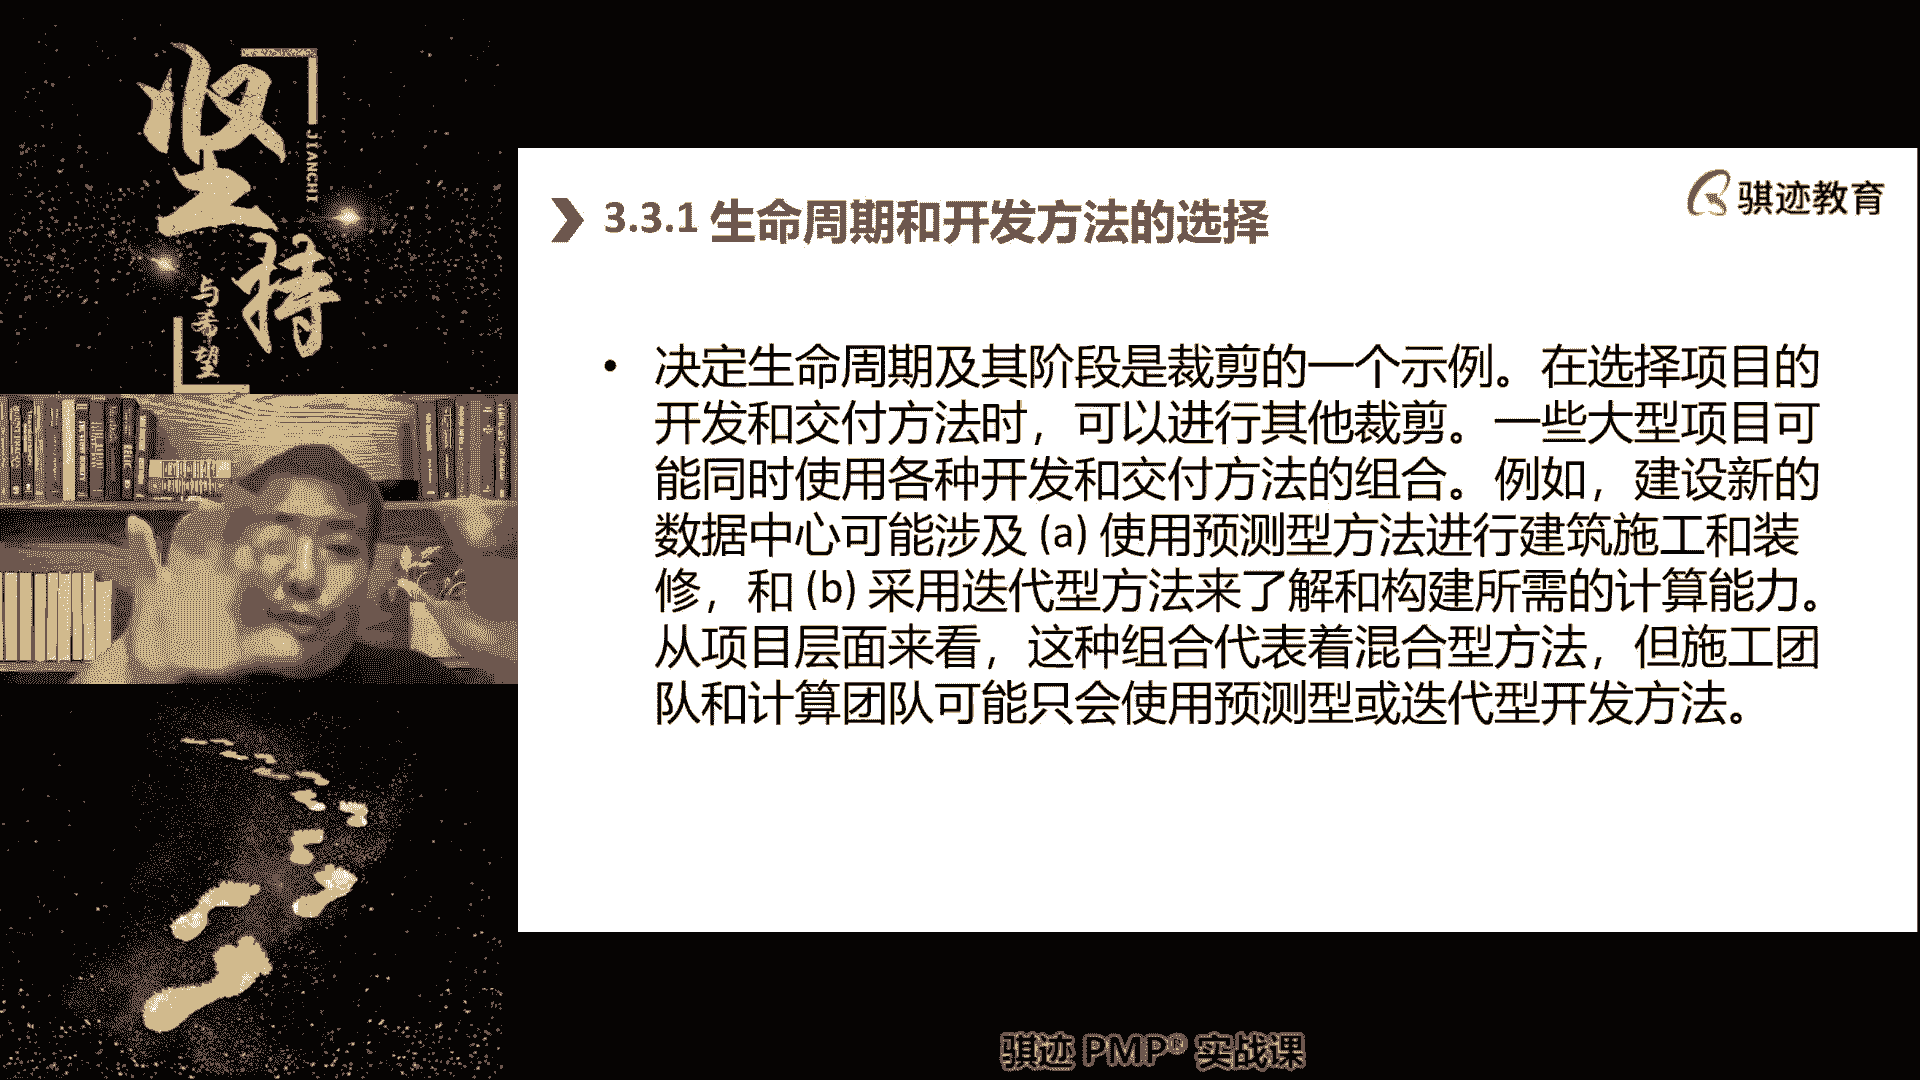 坚持
JIANCHI
与希望
骐迹教育
3.3.1 生命周期和开发方法的选择
• 决定生命周期及其阶段是裁剪的一个示例。在选择项目的
开发和交付方法时，可以进行其他裁剪。一些大型项目可
能同时使用各种开发和交付方法的组合。例如，建设新的
数据中心可能涉及 (a) 使用预测型方法进行建筑施工和装
修，和 (b) 采用迭代型方法来了解和构建所需的计算能力。
从项目层面来看，这种组合代表着混合型方法，但施工团
队和计算团队可能只会使用预测型或迭代型开发方法。
骐迹 PMP® 实战课